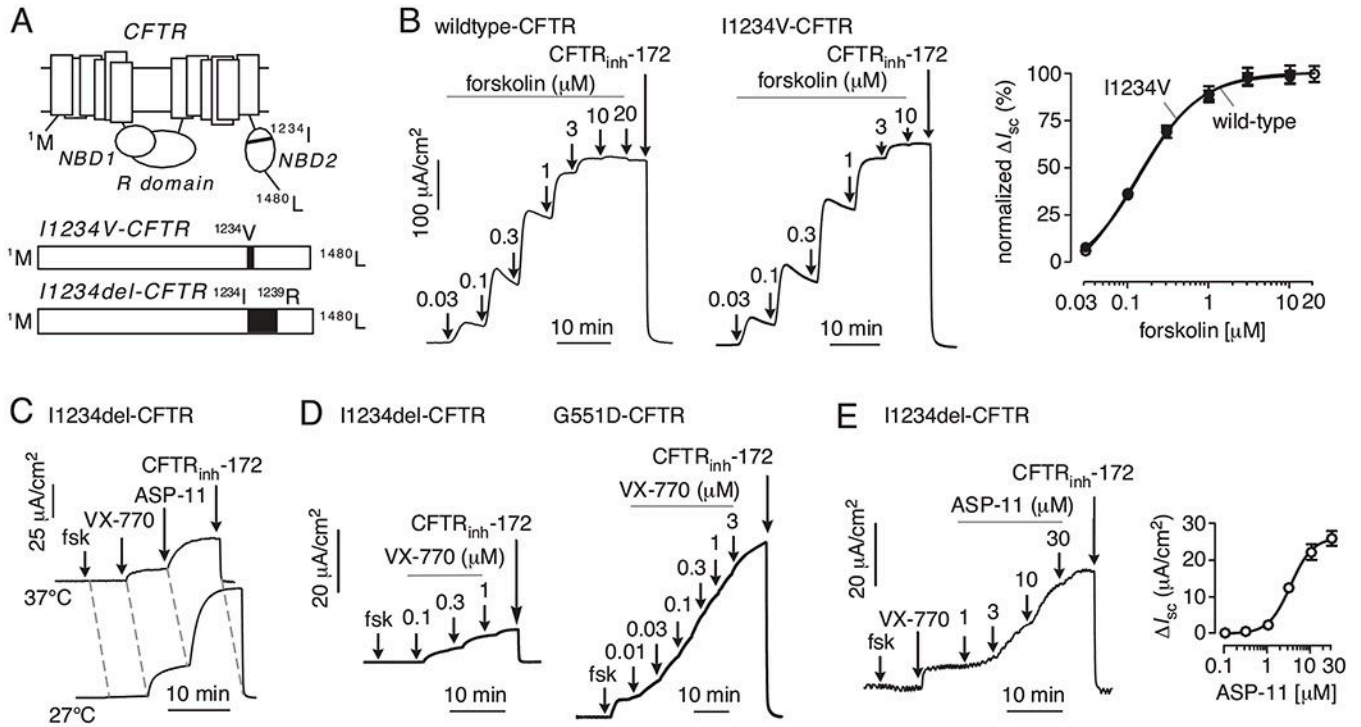 A
CFTR
¹M
NBD1
R domain
¹²³⁴I
NBD2
¹⁴⁸⁰L
I1234V-CFTR ¹²³⁴V
¹M
¹⁴⁸⁰L
I1234del-CFTR ¹²³⁴I ¹²³⁹R
¹M
¹⁴⁸⁰L
B
wildtype-CFTR
CFTRinh-172
forskolin (μM)
100 μA/cm²
0.03
0.1
0.3
1
3
10
20
10 min
I1234V-CFTR
CFTRinh-172
forskolin (μM)
0.03
0.1
0.3
1
3
10
10 min
normalized ΔIsc (%)
100
75
50
25
0
I1234V
wild-type
0.03 0.1 1 10 20
forskolin [μM]
C
I1234del-CFTR
25 μA/cm²
CFTRinh-172
ASP-11
VX-770
fsk
37°C
27°C
10 min
D
I1234del-CFTR
20 μA/cm²
CFTRinh-172
VX-770 (μM)
fsk
0.1
0.3
1
10 min
G551D-CFTR
CFTRinh-172
VX-770 (μM)
fsk
0.01
0.03
0.1
0.3
1
3
10 min
E
I1234del-CFTR
20 μA/cm²
CFTRinh-172
ASP-11 (μM)
fsk
VX-770
1
3
10
30
10 min
ΔIsc (μA/cm²)
30
20
10
0
0.1 1 10 30
ASP-11 [μM]